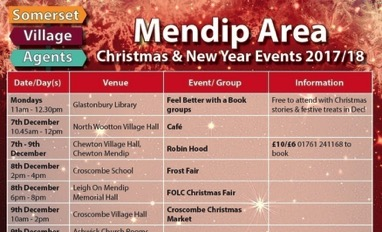 Somerset
Village
Agents
Mendip Area
Christmas & New Year Events 2017/18
Date/Day(s) Venue Event/ Group Information
Mondays
11am - 12.30pm
Glastonbury Library
Feel Better with a Book
groups
Free to attend with Christmas
stories & festive treats in Dec!
7th December
10.45am - 12pm
North Wootton Village Hall
Café
7th - 9th
December
Chewton Village Hall,
Chewton Mendip
Robin Hood
£10/£6 01761 241168 to
book
8th December
2pm - 4pm
Croscombe School
Frost Fair
8th December
6pm - 8pm
Leigh On Mendip
Memorial Hall
FOLC Christmas Fair
9th December
10am - 2pm
Croscombe Village Hall
Croscombe Christmas
Market